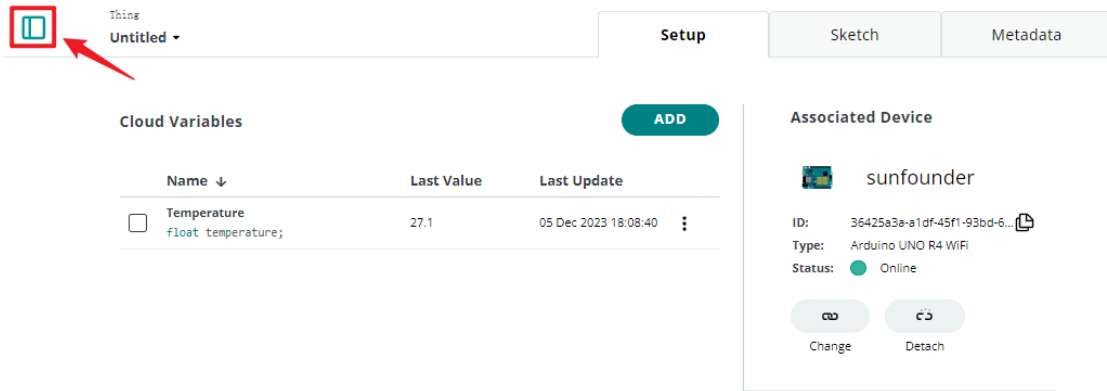 Thing
Untitled
Setup
Sketch
Metadata
Cloud Variables
ADD
Name Last Value Last Update
Temperature 27.1 05 Dec 2023 18:08:40
float temperature;
Associated Device
sunfounder
ID: 36425a3a-a1df-45f1-93bd-6...
Type: Arduino UNO R4 WiFi
Status: Online
Change Detach